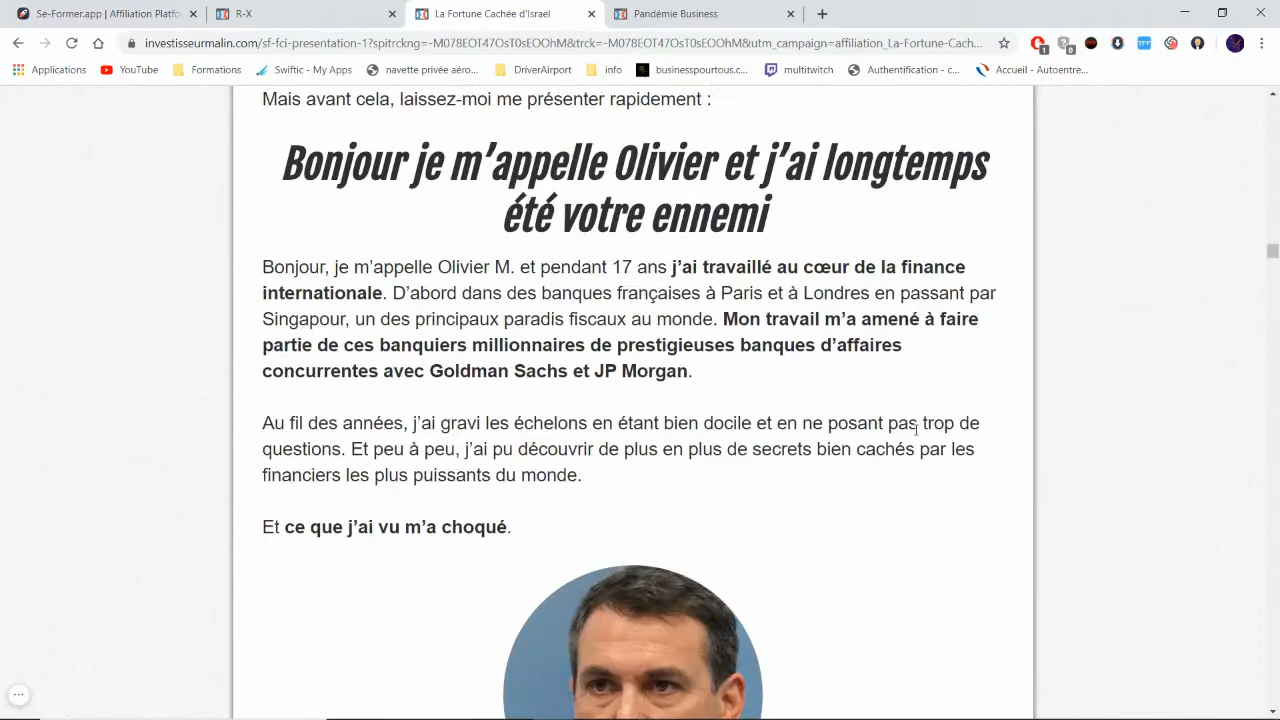 Se-Former.app | Affiliation Platfo
R-X
La Fortune Cachée d'Israël
Pandémie Business
investisseurmalin.com/sf-fci-presentation-1?sptrcking=-M078EOT47OsT0sEOOhM&trck=-M078EOT47OsT0sEOOhM&utm_campaign=affiliation_La-Fortune-Cach...
Applications
YouTube
Formations
Swiftic - My Apps
navette privée aéro...
DriverAirport
info
businesspourtous.c...
multitwitch
Authentification - c...
Accueil - Autoentre...
Mais avant cela, laissez-moi me présenter rapidement :
Bonjour je m'appelle Olivier et j'ai longtemps
été votre ennemi
Bonjour, je m'appelle Olivier M. et pendant 17 ans j'ai travaillé au cœur de la finance
internationale. D'abord dans des banques françaises à Paris et à Londres en passant par
Singapour, un des principaux paradis fiscaux au monde. Mon travail m'a amené à faire
partie de ces banquiers millionnaires de prestigieuses banques d'affaires
concurrentes avec Goldman Sachs et JP Morgan.
Au fil des années, j'ai gravi les échelons en étant bien docile et en ne posant pas trop de
questions. Et peu à peu, j'ai pu découvrir de plus en plus de secrets bien cachés par les
financiers les plus puissants du monde.
Et ce que j'ai vu m'a choqué.